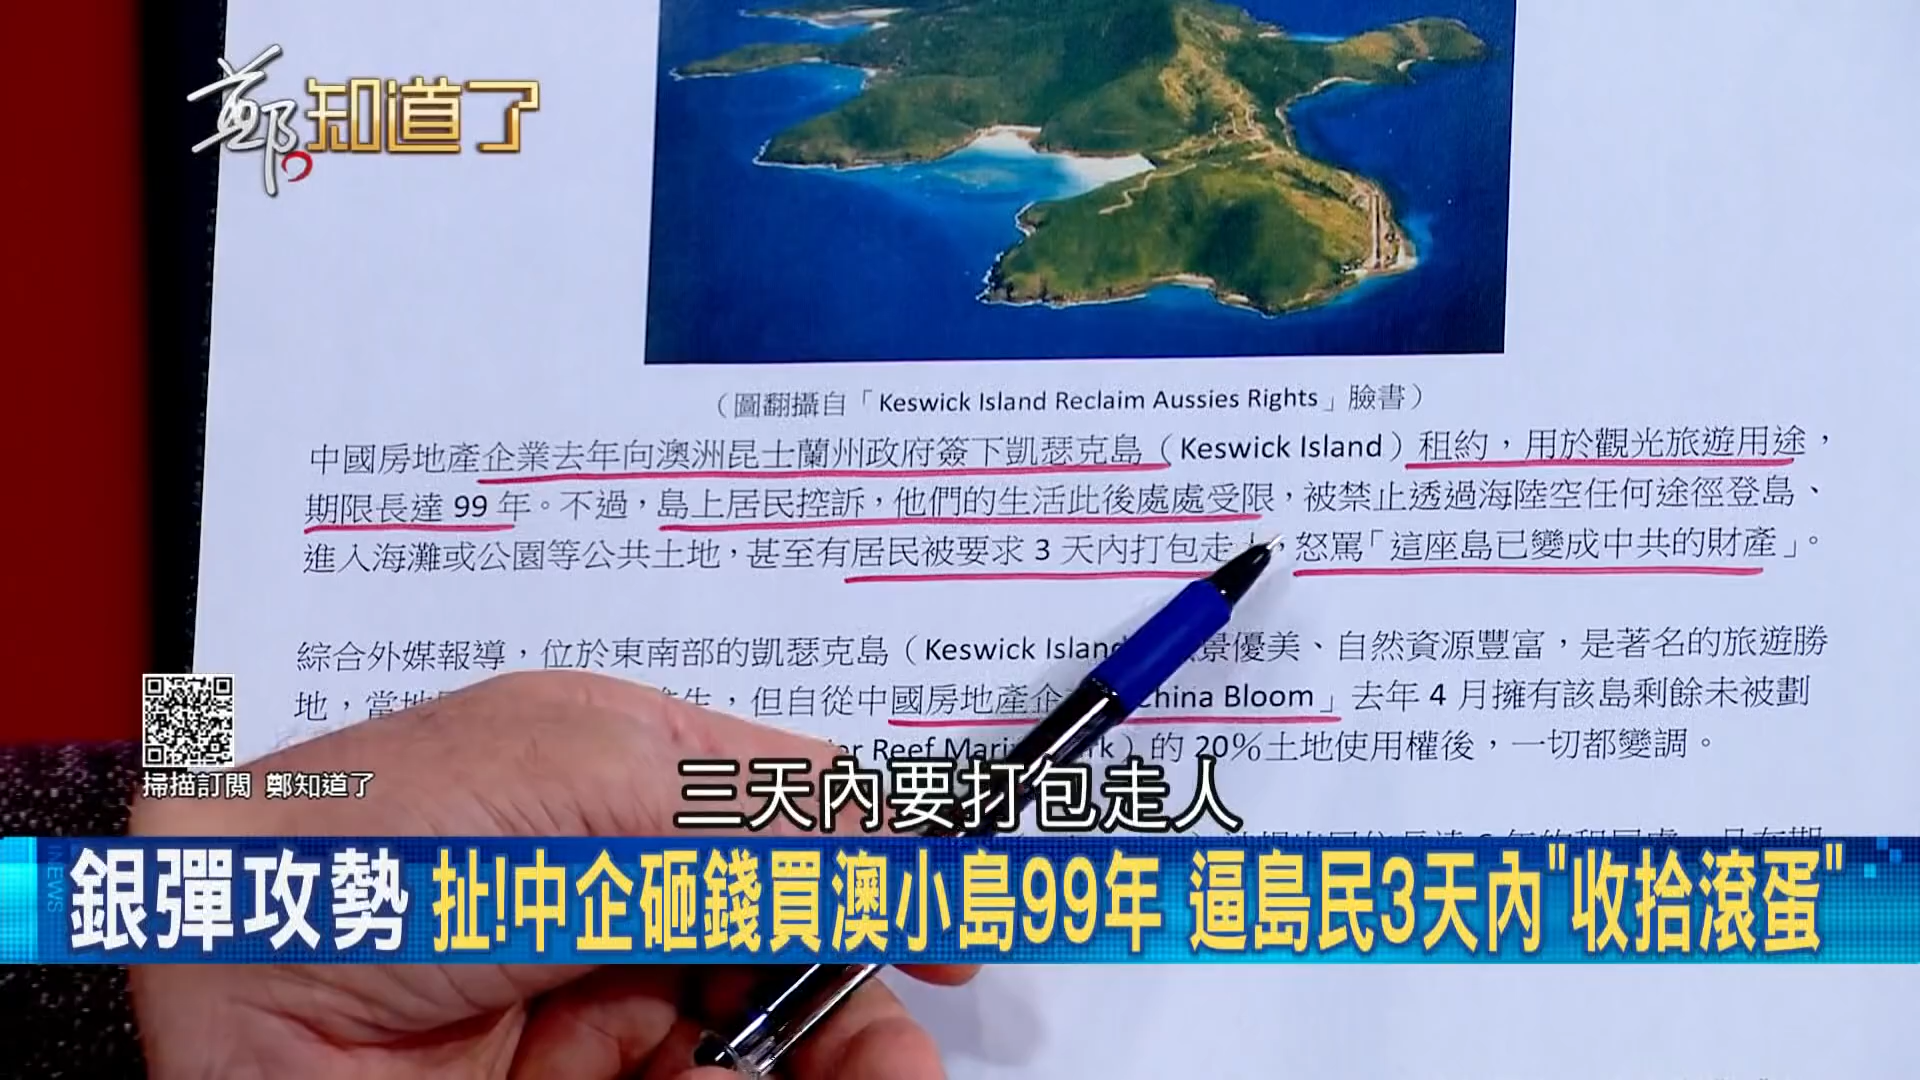 鄭知道了
（圖翻攝自「Keswick Island Reclaim Aussies Rights」臉書）
中國房地產企業去年向澳洲昆士蘭州政府簽下凱瑟克島（Keswick Island）租約，用於觀光旅遊用途，
期限長達 99 年。不過，島上居民控訴，他們的生活此後處處受限，被禁止透過海陸空任何途徑登島、
進入海灘或公園等公共土地，甚至有居民被要求 3 天內打包走，怒罵「這座島已變成中共的財產」。
綜合外媒報導，位於東南部的凱瑟克島（Keswick Island 景優美、自然資源豐富，是著名的旅遊勝
地，當地 生，但自從中國房地產企 China Bloom」去年 4 月擁有該島剩餘未被劃
Reef Marine Park）的 20%土地使用權後，一切都變調。
掃描訂閱 鄭知道了
三天內要打包走人
NEWS
銀彈攻勢 扯!中企砸錢買澳小島99年 逼島民3天內"收拾滾蛋"